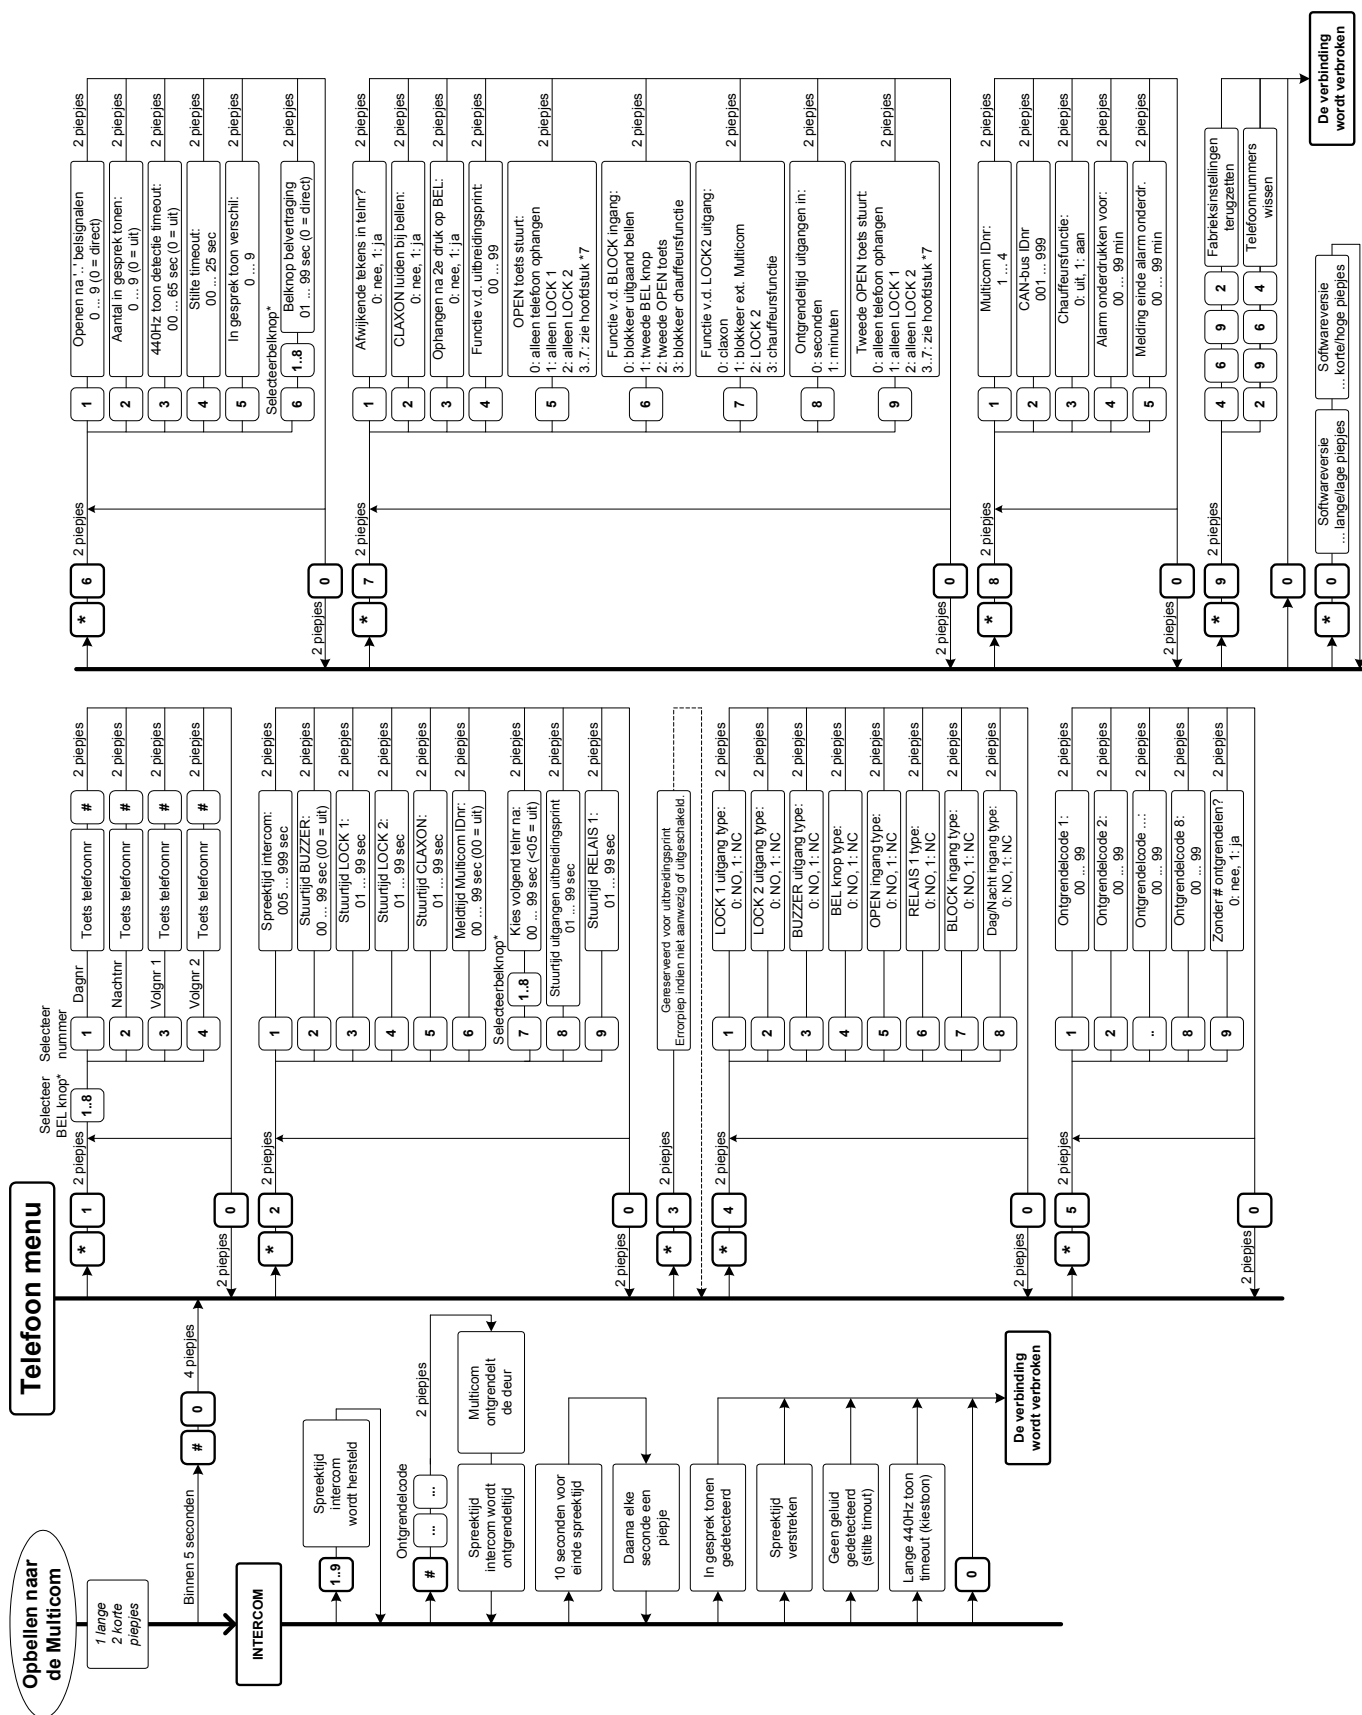 Opbellen naar
de Multicom
1 lange
2 korte
piepjes
Binnen 5 seconden
#
0
4 piepjes
INTERCOM
1..9
Spreektijd
intercom
wordt hersteld
Ontgrendelcode
#
...
...
2 piepjes
Spreektijd
intercom wordt
ontgrendeltijd
Multicom
ontgrendelt
de deur
10 seconden voor
einde spreektijd
Daarna elke
seconde een
piepje
In gesprek tonen
gedetecteerd
Spreektijd
verstreken
Geen geluid
gedetecteerd
(stilte timout)
Lange 440Hz toon
timeout (kiestoon)
0
De verbinding
wordt verbroken
Telefoon menu
*
1
2 piepjes
Selecteer
BEL knop*
1..8
Selecteer
nummer
1
Dagnr
Toets telefoonnr
#
2 piepjes
2
Nachtnr
Toets telefoonnr
#
2 piepjes
3
Volgnr 1
Toets telefoonnr
#
2 piepjes
4
Volgnr 2
Toets telefoonnr
#
2 piepjes
2 piepjes
0
*
2
2 piepjes
1
Spreektijd intercom:
005 ... 999 sec
2 piepjes
2
Stuurtijd BUZZER:
00 ... 99 sec (00 = uit)
2 piepjes
3
Stuurtijd LOCK 1:
01 ... 99 sec
2 piepjes
4
Stuurtijd LOCK 2:
01 ... 99 sec
2 piepjes
5
Stuurtijd CLAXON:
01 ... 99 sec
2 piepjes
6
Meldtijd Multicom IDnr:
00 ... 99 sec (00 = uit)
2 piepjes
Selecteerbelknop*
7
1..8
Kies volgend telnr na:
00 ... 99 sec (<05 = uit)
2 piepjes
8
Stuurtijd uitgangen uitbreidingsprint
01 ... 99 sec
2 piepjes
9
Stuurtijd RELAIS 1:
01 ... 99 sec
2 piepjes
2 piepjes
0
*
3
2 piepjes
Gereserveerd voor uitbreidingsprint
Errorpiep indien niet aanwezig of uitgeschakeld.
*
4
2 piepjes
1
LOCK 1 uitgang type:
0: NO, 1: NC
2 piepjes
2
LOCK 2 uitgang type:
0: NO, 1: NC
2 piepjes
3
BUZZER uitgang type:
0: NO, 1: NC
2 piepjes
4
BEL knop type:
0: NO, 1: NC
2 piepjes
5
OPEN ingang type:
0: NO, 1: NC
2 piepjes
6
RELAIS 1 type:
0: NO, 1: NC
2 piepjes
7
BLOCK ingang type:
0: NO, 1: NC
2 piepjes
8
Dag/Nacht ingang type:
0: NO, 1: NC
2 piepjes
2 piepjes
0
*
5
2 piepjes
1
Ontgrendelcode 1:
00 ... 99
2 piepjes
2
Ontgrendelcode 2:
00 ... 99
2 piepjes
..
Ontgrendelcode ...:
00 ... 99
2 piepjes
8
Ontgrendelcode 8:
00 ... 99
2 piepjes
9
Zonder # ontgrendelen?
0: nee, 1: ja
2 piepjes
2 piepjes
0
*
6
2 piepjes
1
Openen na '..' belsignalen
0 ... 9 (0 = direct)
2 piepjes
2
Aantal in gesprek tonen:
0 ... 9 (0 = uit)
2 piepjes
3
440Hz toon detectie timeout:
00 ... 65 sec (0 = uit)
2 piepjes
4
Stilte timeout:
00 ... 25 sec
2 piepjes
5
In gesprek toon verschil:
0 ... 9
2 piepjes
Selecteerbelknop*
6
1..8
Belknop belvertraging
01 ... 99 sec (0 = direct)
2 piepjes
2 piepjes
0
*
7
2 piepjes
1
Afwijkende tekens in telnr?
0: nee, 1: ja
2 piepjes
2
CLAXON luiden bij bellen:
0: nee, 1: ja
2 piepjes
3
Ophangen na 2e druk op BEL:
0: nee, 1: ja
2 piepjes
4
Functie v.d. uitbreidingsprint:
00 ... 99
2 piepjes
5
OPEN toets stuurt:
0: alleen telefoon ophangen
1: alleen LOCK 1
2: alleen LOCK 2
3..7: zie hoofdstuk *7
2 piepjes
6
Functie v.d. BLOCK ingang:
0: blokker uitgaand bellen
1: tweede BEL knop
2: tweede OPEN toets
3: blokker chauffeursfunctie
2 piepjes
7
Functie v.d. LOCK2 uitgang:
0: claxon
1: blokkeer ext. Multicom
2: LOCK 2
3: chauffeursfunctie
2 piepjes
8
Ontgrendeltijd uitgangen in:
0: seconden
1: minuten
2 piepjes
9
Tweede OPEN toets stuurt:
0: alleen telefoon ophangen
1: alleen LOCK 1
2: alleen LOCK 2
3..7: zie hoofdstuk *7
2 piepjes
2 piepjes
0
*
8
2 piepjes
1
Multicom IDnr:
1 ... 4
2 piepjes
2
CAN-bus IDnr
001 ... 999
2 piepjes
3
Chauffeursfunctie:
0: uit, 1: aan
2 piepjes
4
Alarm onderdrukken voor:
00 ... 99 min
2 piepjes
5
Melding einde alarm onderdr.
00 ... 99 min
2 piepjes
2 piepjes
0
*
9
2 piepjes
4
6
9
2
Fabrieksinstellingen
terugzetten
2 piepjes
2
9
6
4
Telefoonnummers
wissen
2 piepjes
0
De verbinding
wordt verbroken
*
0
Softwareversie
... lange/lage piepjes
Softwareversie
... korte/hoge piepjes